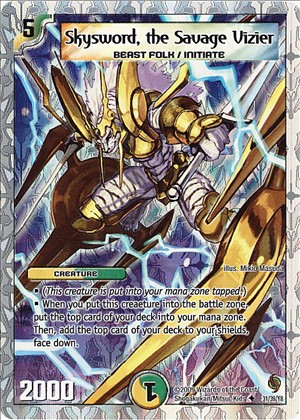 5
Skysword, the Savage Vizier
BEAST FOLK / INITIATE
illus. Mikio Masuda
CREATURE
• (This creature is put into your mana zone tapped.)
• When you put this creature into the battle zone,
put the top card of your deck into your mana zone.
Then, add the top card of your deck to your shields,
face down.
2000
©2009 Wizards of the Coast/
Shogakukan/Mitsui-Kids